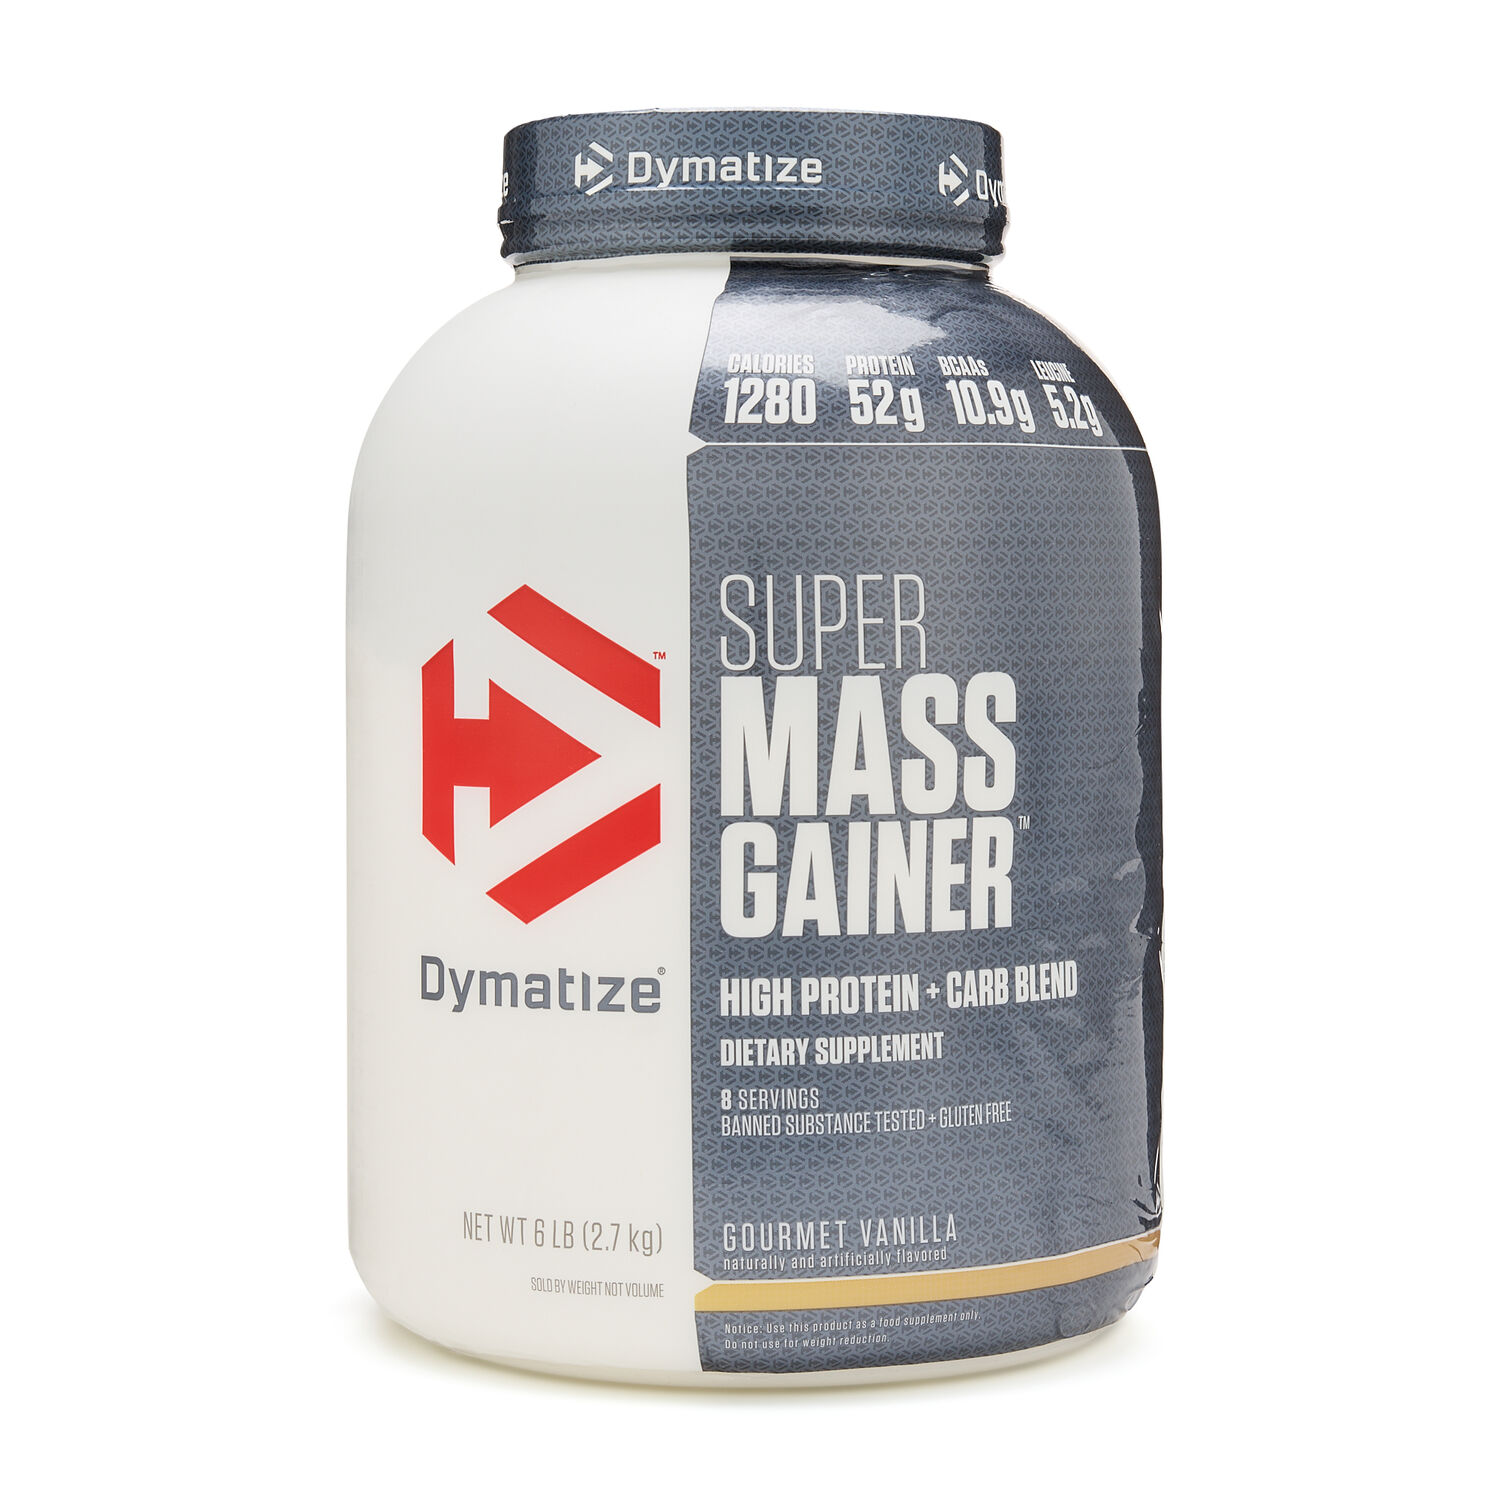 Dymatize
CALORIES PROTEIN BCAAs LEUCINE
1280 52g 10.9g 5.2g
SUPER
MASS
GAINER™
HIGH PROTEIN + CARB BLEND
DIETARY SUPPLEMENT
8 SERVINGS
BANNED SUBSTANCE TESTED + GLUTEN FREE
GOURMET VANILLA
naturally and artificially flavored
Notice: Use this product as a food supplement only.
Do not use for weight reduction.
™
Dymatize®
NET WT 6 LB (2.7 kg)
SOLD BY WEIGHT NOT VOLUME